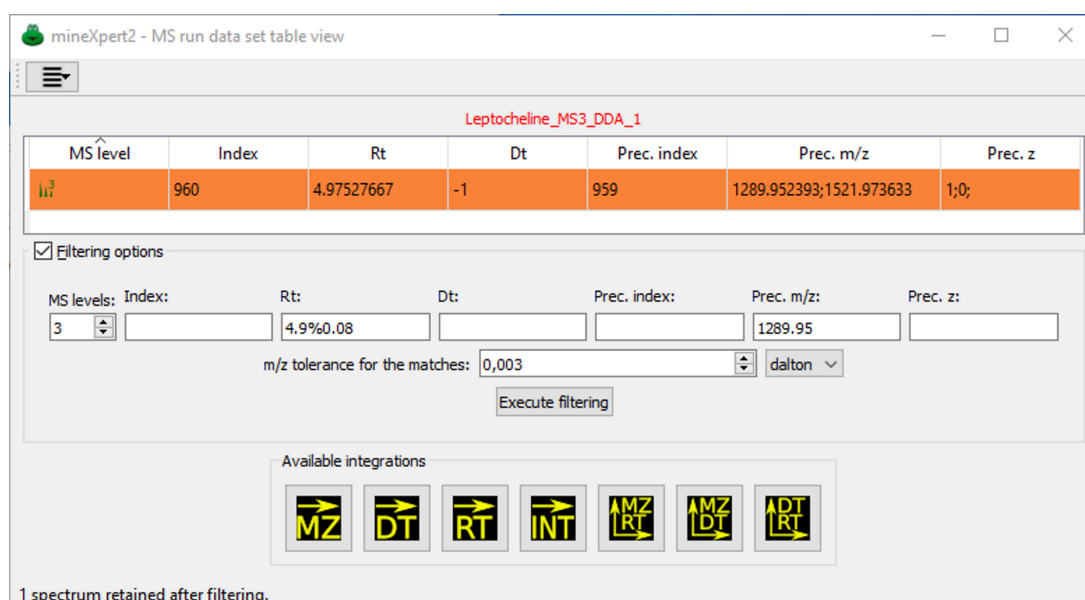 mineXpert2 - MS run data set table view
Leptocheline_MS3_DDA_1
MS level Index Rt Dt Prec. index Prec. m/z Prec. z
3 960 4.97527667 -1 959 1289.952393;1521.973633 1;0;
Filtering options
MS levels: Index: Rt: Dt: Prec. index: Prec. m/z: Prec. z:
3 4.9%0.08 1289.95
m/z tolerance for the matches: 0,003 dalton
Execute filtering
Available integrations
MZ DT RT INT MZ RT MZ DT DT RT
1 spectrum retained after filtering.